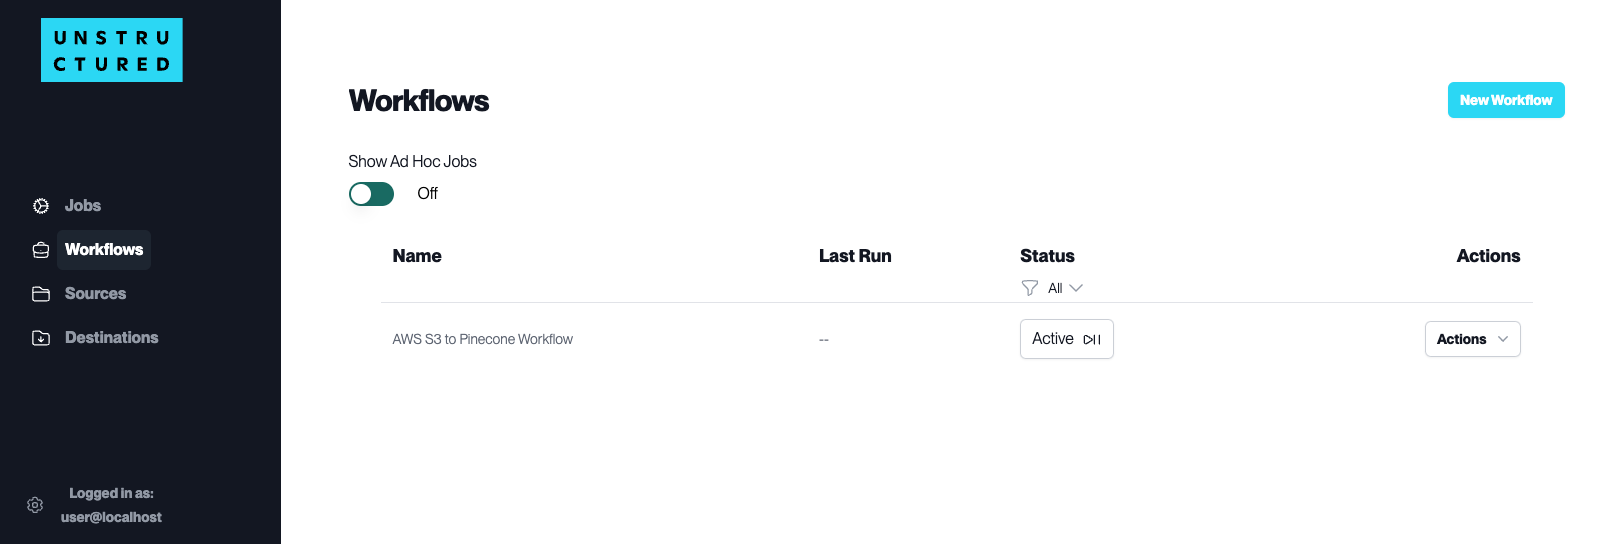 UNSTRU
CTURED
Jobs
Workflows
Sources
Destinations
Logged in as:
user@localhost
Workflows
New Workflow
Show Ad Hoc Jobs
Off
Name Last Run Status Actions
All
AWS S3 to Pinecone Workflow -- Active Actions